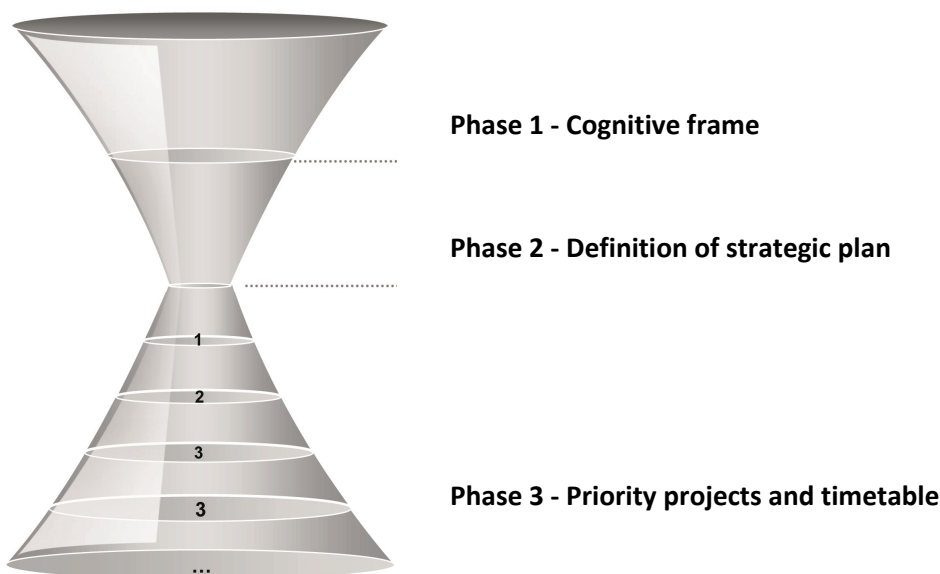 Phase 1 - Cognitive frame
Phase 2 - Definition of strategic plan
1
2
3
3
Phase 3 - Priority projects and timetable
...